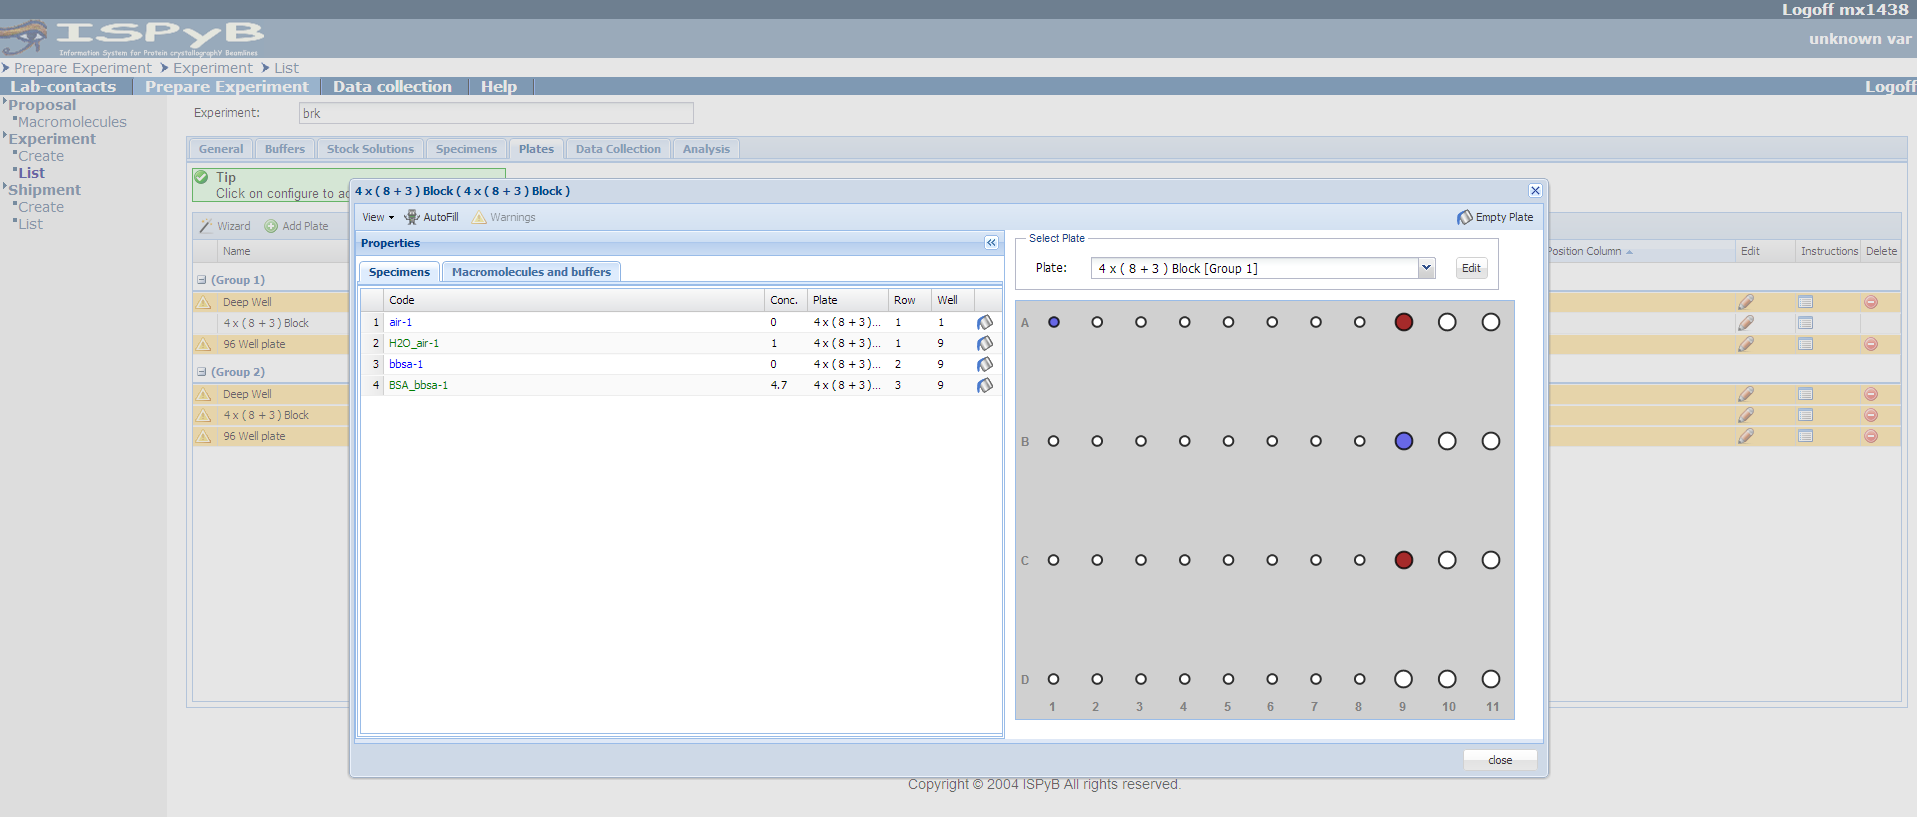 Logoff mx1438
ISPyB
Information System for Protein crystallographY Beamlines
unknown var
Prepare Experiment Experiment List
Lab-contacts Prepare Experiment Data collection Help Logoff
Proposal
Macromolecules
Experiment
Create
List
Shipment
Create
List
Experiment: brk
General Buffers Stock Solutions Specimens Plates Data Collection Analysis
Tip
Click on configure to ac
Wizard Add Plate
Name Position Column Edit Instructions Delete
(Group 1)
Deep Well
4 x ( 8 + 3 ) Block
96 Well plate
(Group 2)
Deep Well
4 x ( 8 + 3 ) Block
96 Well plate
4 x ( 8 + 3 ) Block ( 4 x ( 8 + 3 ) Block )
View AutoFill Warnings Empty Plate
Properties
Specimens Macromolecules and buffers
Code Conc. Plate Row Well
1 air-1 0 4 x ( 8 + 3 )... 1 1
2 H2O_air-1 1 4 x ( 8 + 3 )... 1 9
3 bbsa-1 0 4 x ( 8 + 3 )... 2 9
4 BSA_bbsa-1 4.7 4 x ( 8 + 3 )... 3 9
Select Plate
Plate: 4 x ( 8 + 3 ) Block [Group 1] Edit
A
B
C
D
1 2 3 4 5 6 7 8 9 10 11
close
Copyright © 2004 ISPyB All rights reserved.